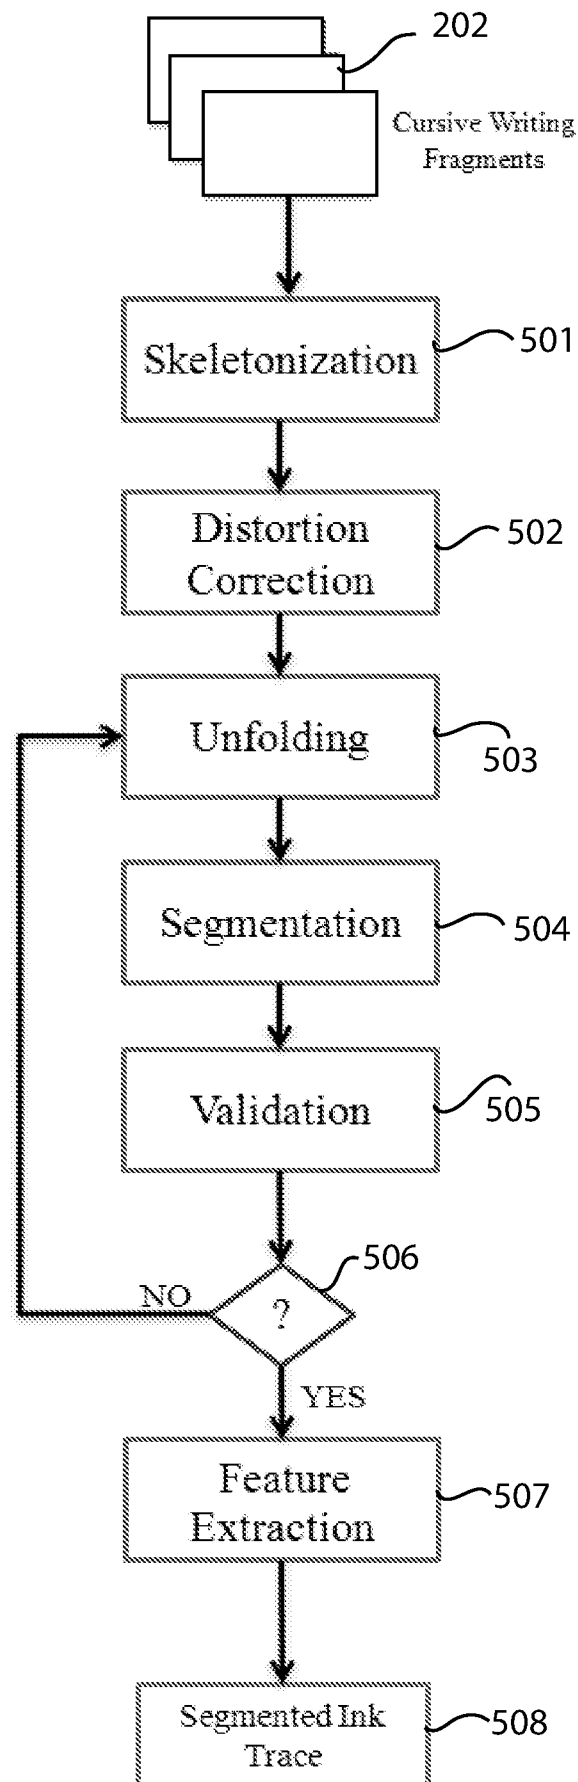 202
Cursive Writing
Fragments
Skeletonization
501
Distortion
Correction
502
Unfolding
503
Segmentation
504
Validation
505
506
?
NO
YES
Feature
Extraction
507
Segmented Ink
Trace
508